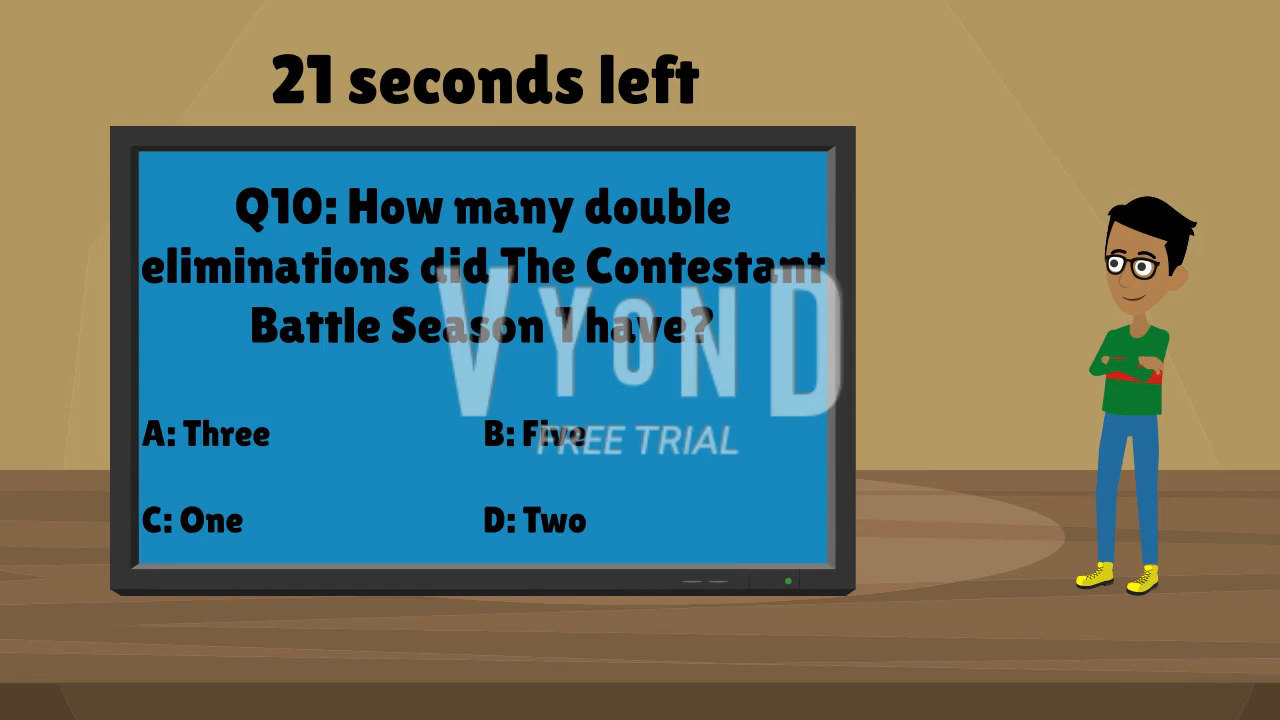 21 seconds left
Q10: How many double
eliminations did The Contestant
Battle Season 1 have?
A: Three
B: Five
C: One
D: Two
VYOND
FREE TRIAL